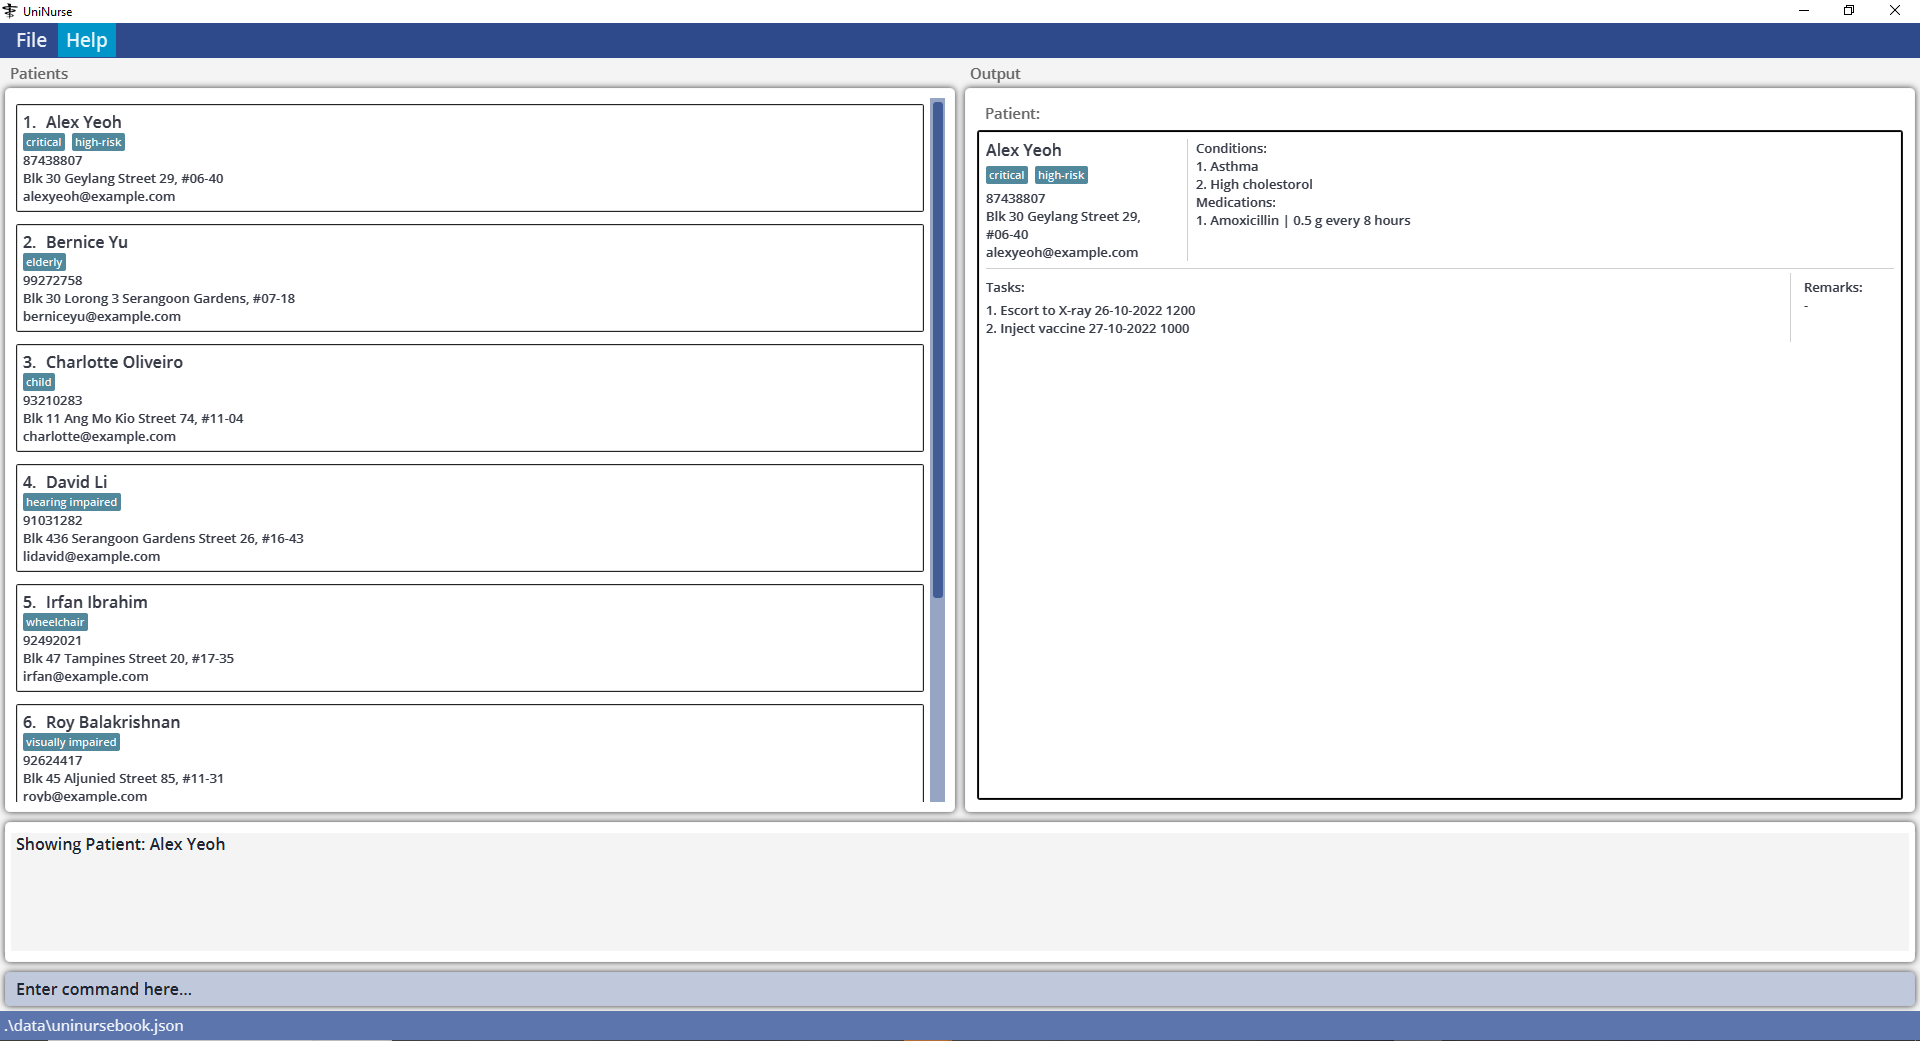 UniNurse
File Help
Patients
1. Alex Yeoh
critical high-risk
87438807
Blk 30 Geylang Street 29, #06-40
alexyeoh@example.com
2. Bernice Yu
elderly
99272758
Blk 30 Lorong 3 Serangoon Gardens, #07-18
berniceyu@example.com
3. Charlotte Oliveiro
child
93210283
Blk 11 Ang Mo Kio Street 74, #11-04
charlotte@example.com
4. David Li
hearing impaired
91031282
Blk 436 Serangoon Gardens Street 26, #16-43
lidavid@example.com
5. Irfan Ibrahim
wheelchair
92492021
Blk 47 Tampines Street 20, #17-35
irfan@example.com
6. Roy Balakrishnan
visually impaired
92624417
Blk 45 Aljunied Street 85, #11-31
royb@example.com
Output
Patient:
Alex Yeoh
critical high-risk
87438807
Blk 30 Geylang Street 29,
#06-40
alexyeoh@example.com
Conditions:
1. Asthma
2. High cholestorol
Medications:
1. Amoxicillin | 0.5 g every 8 hours
Tasks:
1. Escort to X-ray 26-10-2022 1200
2. Inject vaccine 27-10-2022 1000
Remarks:
-
Showing Patient: Alex Yeoh
Enter command here...
.\data\uninursebook.json